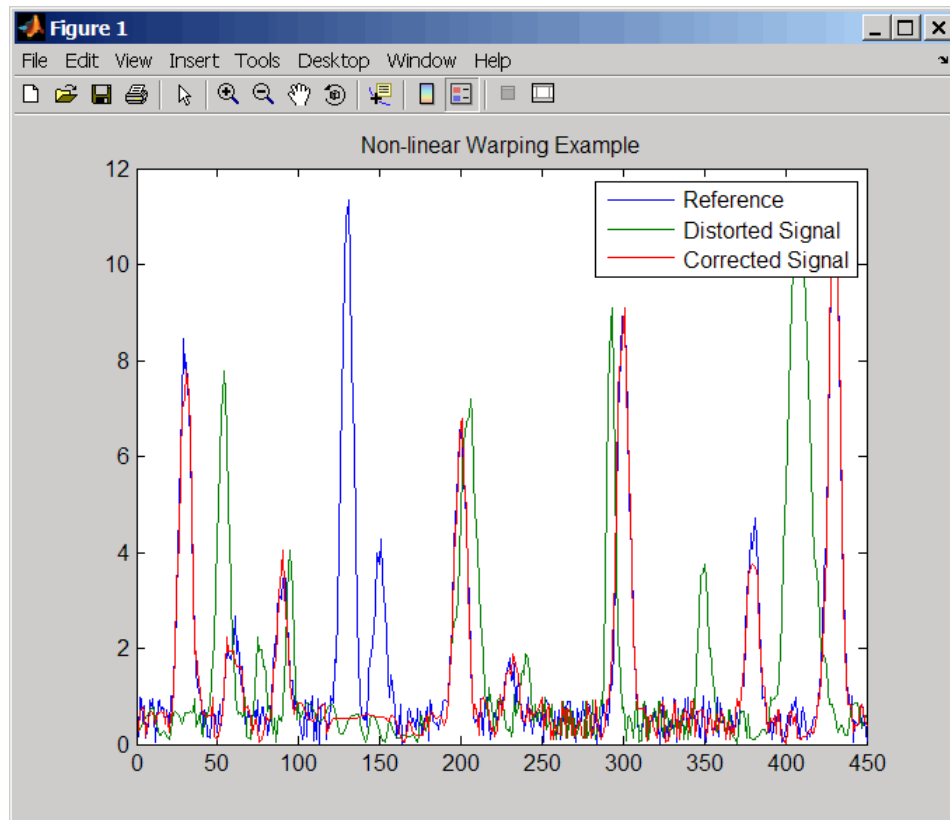 Figure 1
File Edit View Insert Tools Desktop Window Help
Non-linear Warping Example
12
10
8
6
4
2
0
Reference
Distorted Signal
Corrected Signal
0 50 100 150 200 250 300 350 400 450